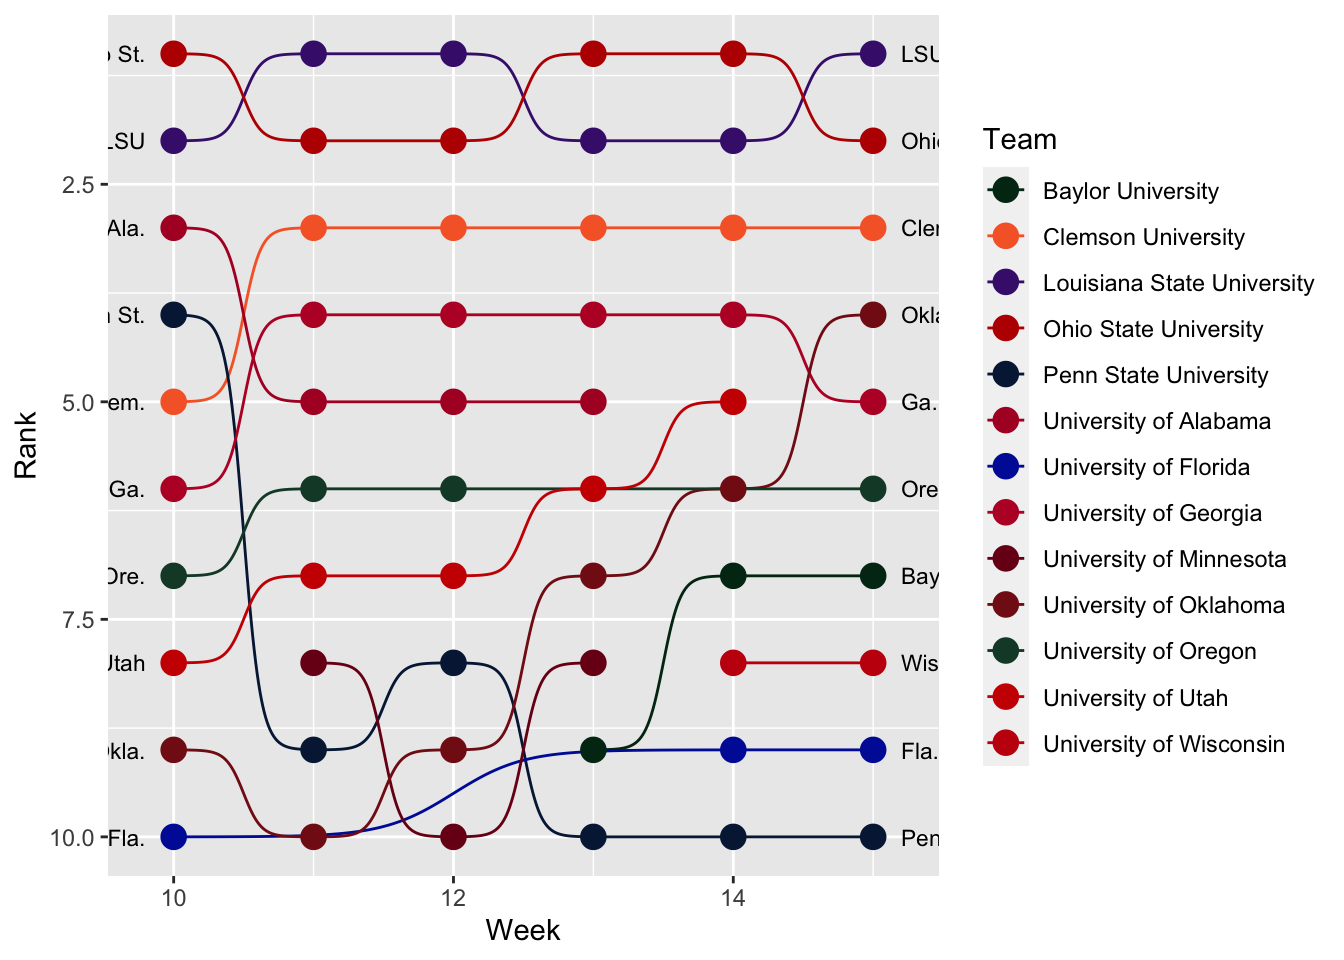 St.
LSU
Ala.
St.
em.
Ga.
Ore.
Utah
kla.
Fla.
LSU
Ohi
Cle
Okla
Ga.
Ore
Bay
Wis
Fla.
Pen
2.5
5.0
7.5
10.0
Rank
10
12
14
Week
Team
Baylor University
Clemson University
Louisiana State University
Ohio State University
Penn State University
University of Alabama
University of Florida
University of Georgia
University of Minnesota
University of Oklahoma
University of Oregon
University of Utah
University of Wisconsin